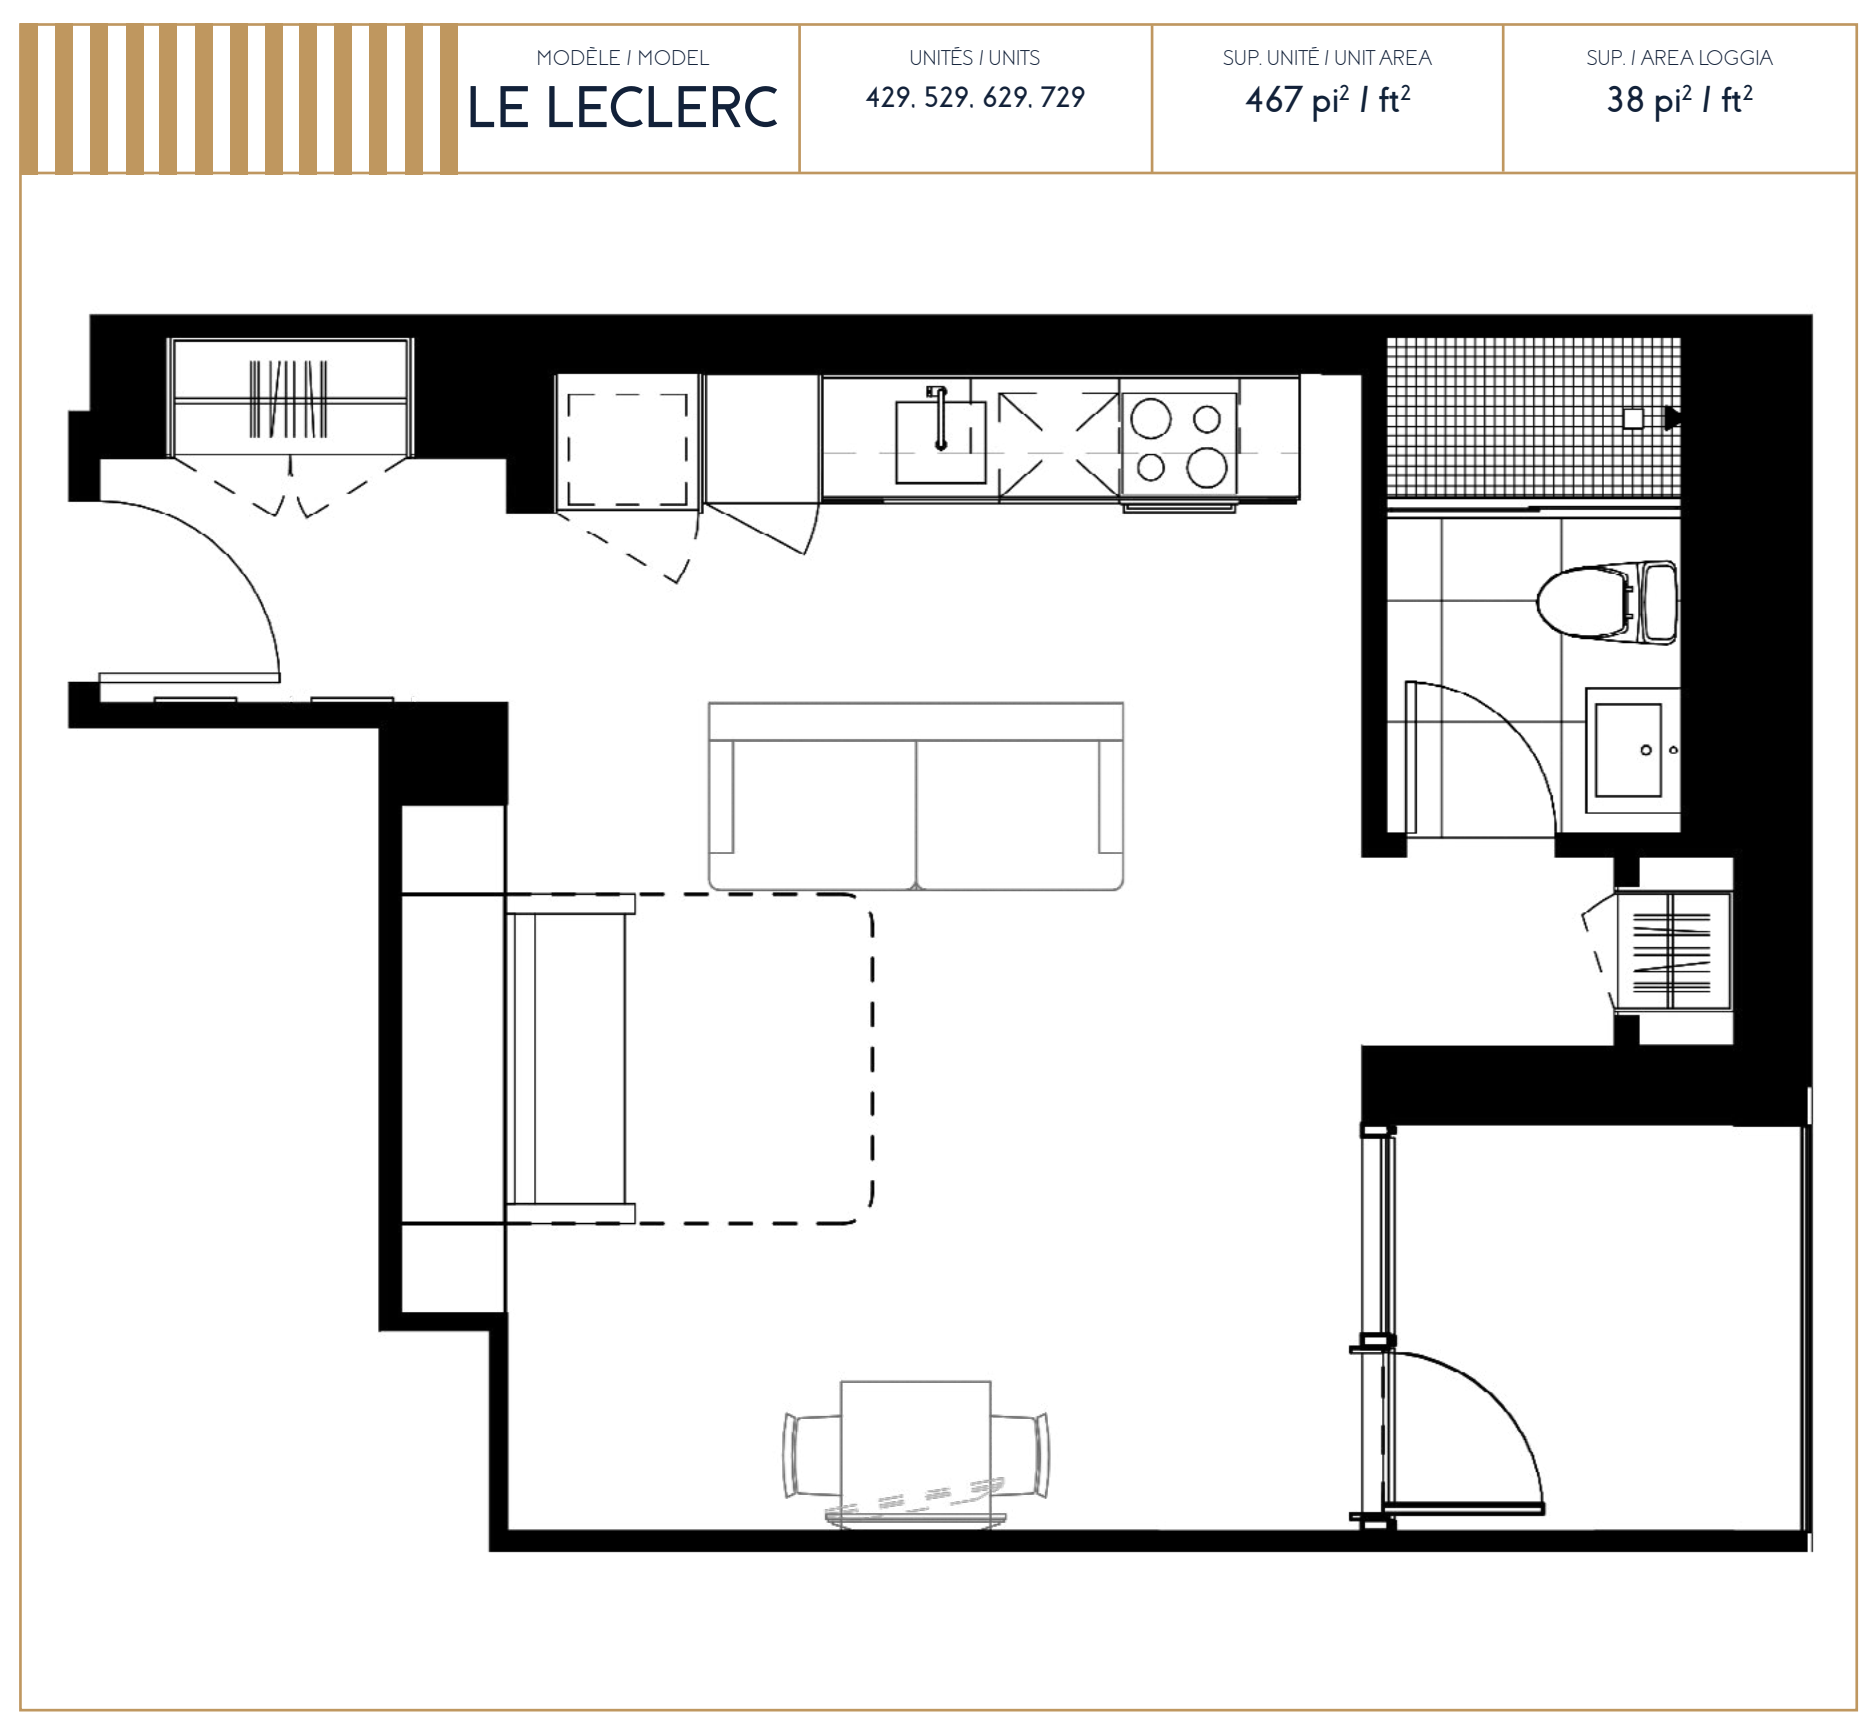 MODÈLE / MODEL
LE LECLERC
UNITÉS / UNITS
429, 529, 629, 729
SUP. UNITÉ / UNIT AREA
467 pi² / ft²
SUP. / AREA LOGGIA
38 pi² / ft²